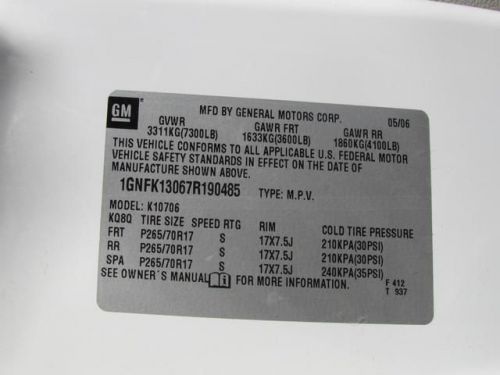 GM
MFD BY GENERAL MOTORS CORP. 05/06
GVWR GAWR FRT GAWR RR
3311KG(7300LB) 1633KG(3600LB) 1860KG(4100LB)
THIS VEHICLE CONFORMS TO ALL APPLICABLE U.S. FEDERAL MOTOR
VEHICLE SAFETY STANDARDS IN EFFECT ON THE DATE OF
MANUFACTURE SHOWN ABOVE.
1GNFK13067R190485 TYPE: M.P.V.
MODEL: K10706
KQ8Q TIRE SIZE SPEED RTG RIM COLD TIRE PRESSURE
FRT P265/70R17 S 17X7.5J 210KPA(30PSI)
RR P265/70R17 S 17X7.5J 210KPA(30PSI)
SPA P265/70R17 S 17X7.5J 240KPA(35PSI)
SEE OWNER'S MANUAL FOR MORE INFORMATION. F 412
T 937